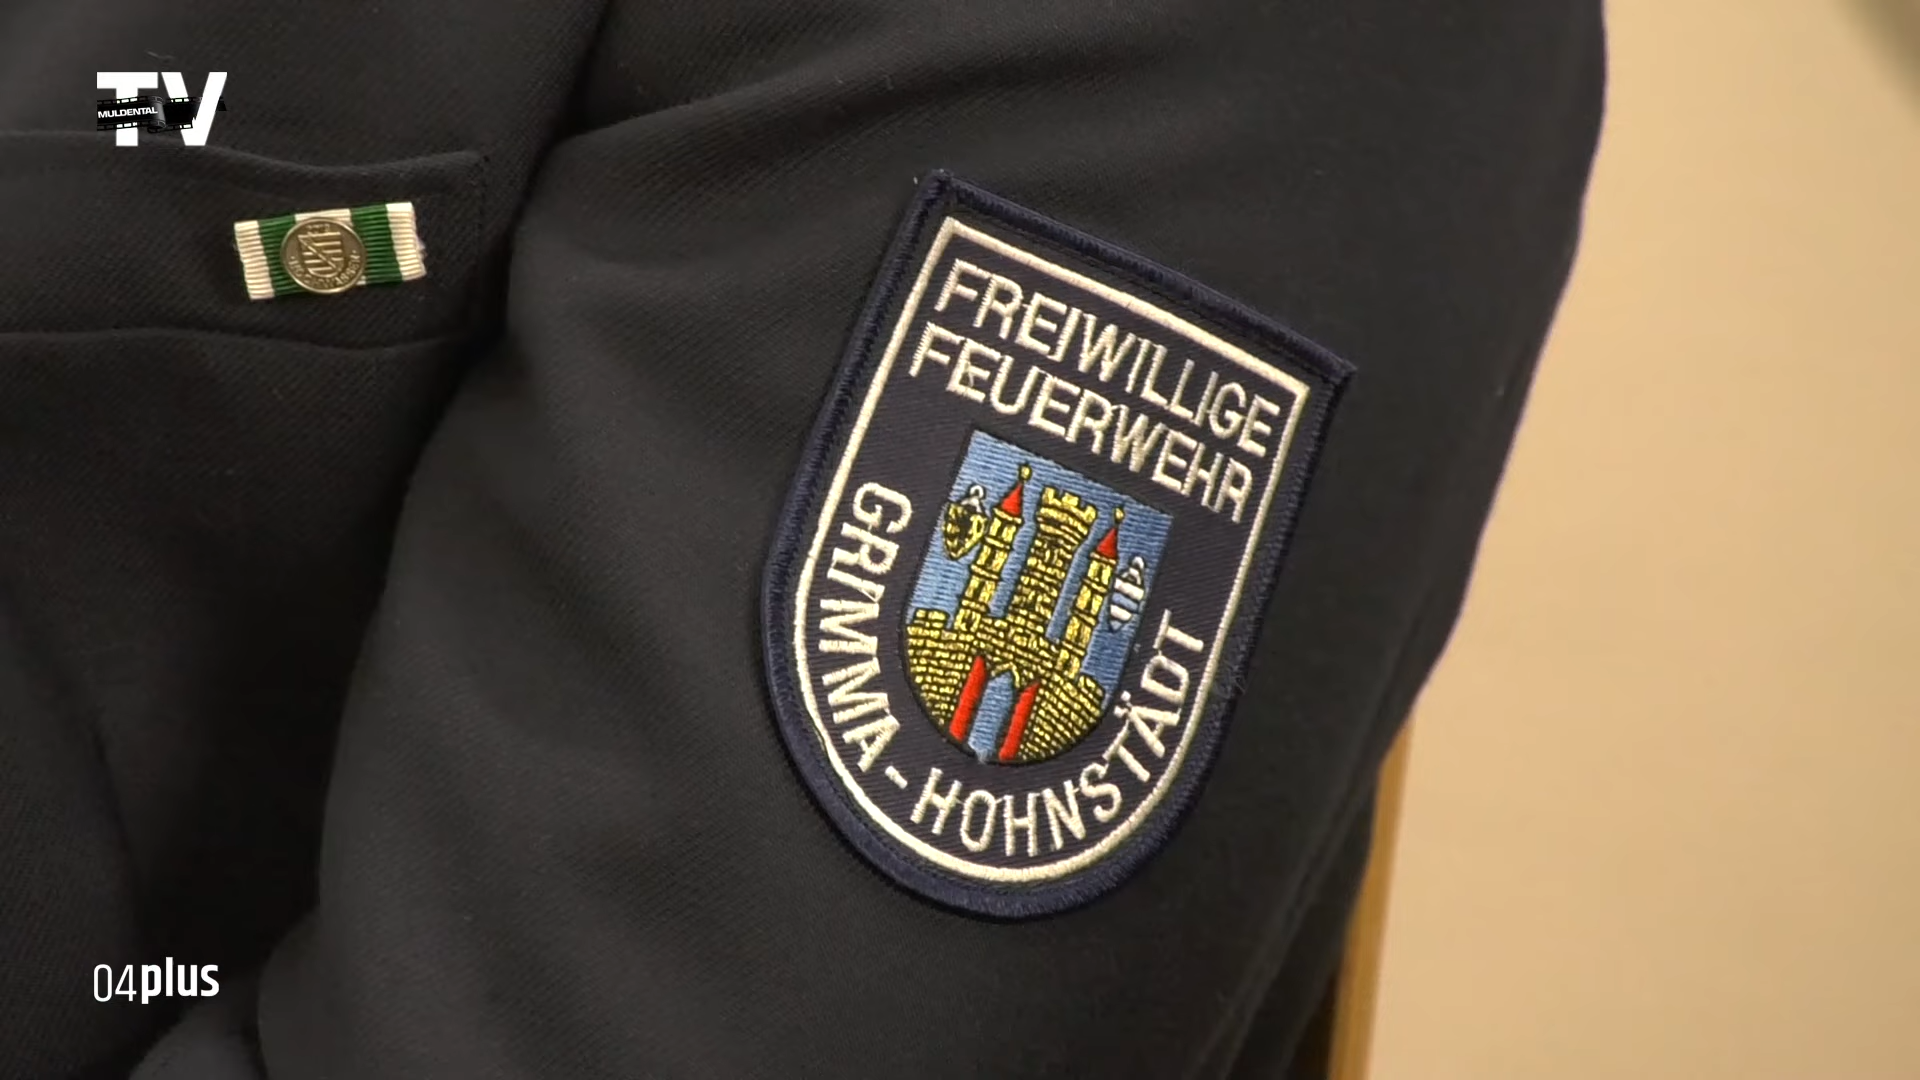 TV
MULDENTAL
FREIWILLIGE
FEUERWEHR
GRIMMA-HOHNSTÄDT
04plus